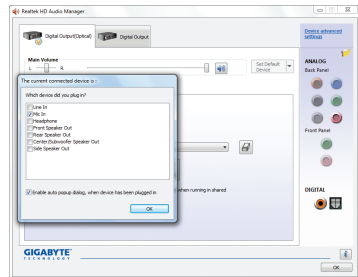 Realtek HD Audio Manager
Digital Output(Optical)
Digital Output
Device advanced settings
Main Volume
L
R
Set Default Device
ANALOG
Back Panel
The current connected device is :
Which device did you plug in?
Line In
Mic In
Headphone
Front Speaker Out
Rear Speaker Out
Center/Subwoofer Speaker Out
Side Speaker Out
Front Panel
when running in shared
Enable auto popup dialog, when device has been plugged in
OK
DIGITAL
GIGABYTE
TECHNOLOGY
OK